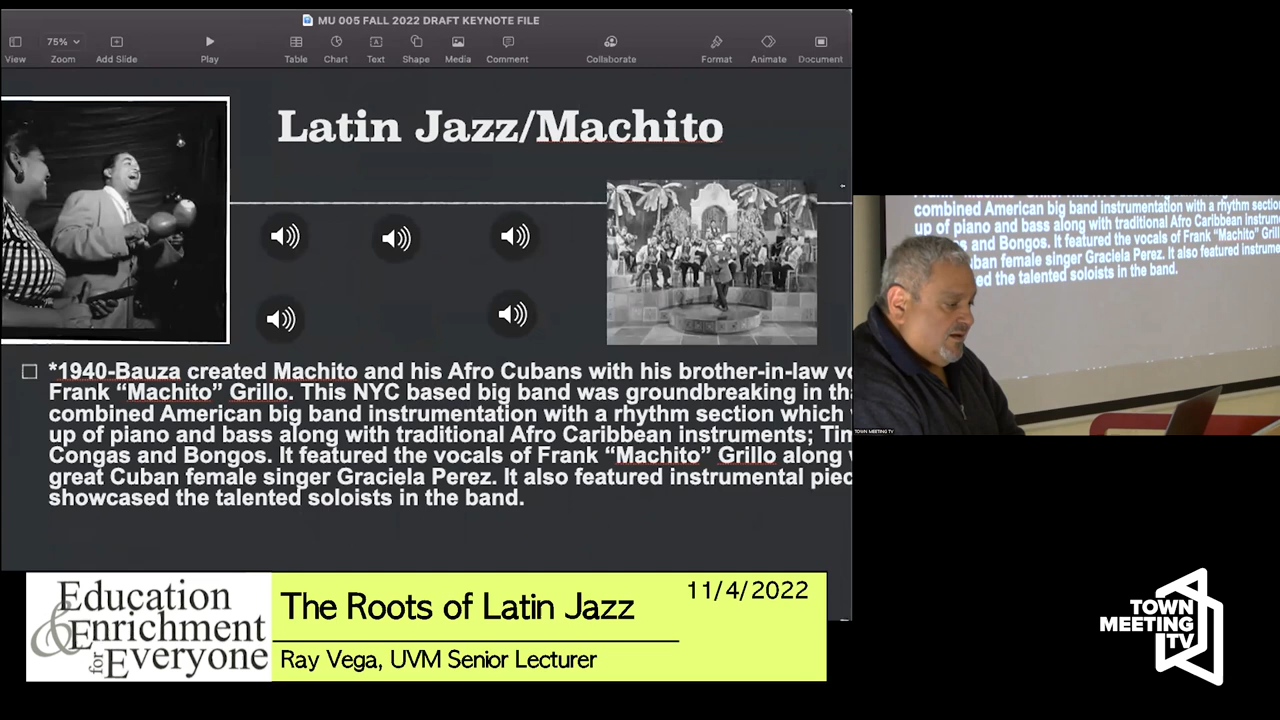 MU 005 FALL 2022 DRAFT KEYNOTE FILE
75%
View
Zoom
Add Slide
Play
Table
Chart
Text
Shape
Media
Comment
Collaborate
Format
Animate
Document
Latin Jazz/Machito
*1940-Bauza created Machito and his Afro Cubans with his brother-in-law
Frank “Machito” Grillo. This NYC based big band was groundbreaking in
combined American big band instrumentation with a rhythm section which
up of piano and bass along with traditional Afro Caribbean instruments;
Congas and Bongos. It featured the vocals of Frank “Machito” Grillo along
great Cuban female singer Graciela Perez. It also featured instrumental
showcased the talented soloists in the band.
combined American big band instrumentation with a rhythm section
up of piano and bass along with traditional Afro Caribbean
and Bongos. It featured the vocals of Frank “Machito”
female singer Graciela Perez. It also featured
the talented soloists in the band.
TOWN MEETING TV
Education
& Enrichment
for Everyone
The Roots of Latin Jazz
11/4/2022
Ray Vega, UVM Senior Lecturer
TOWN
MEETING
TV